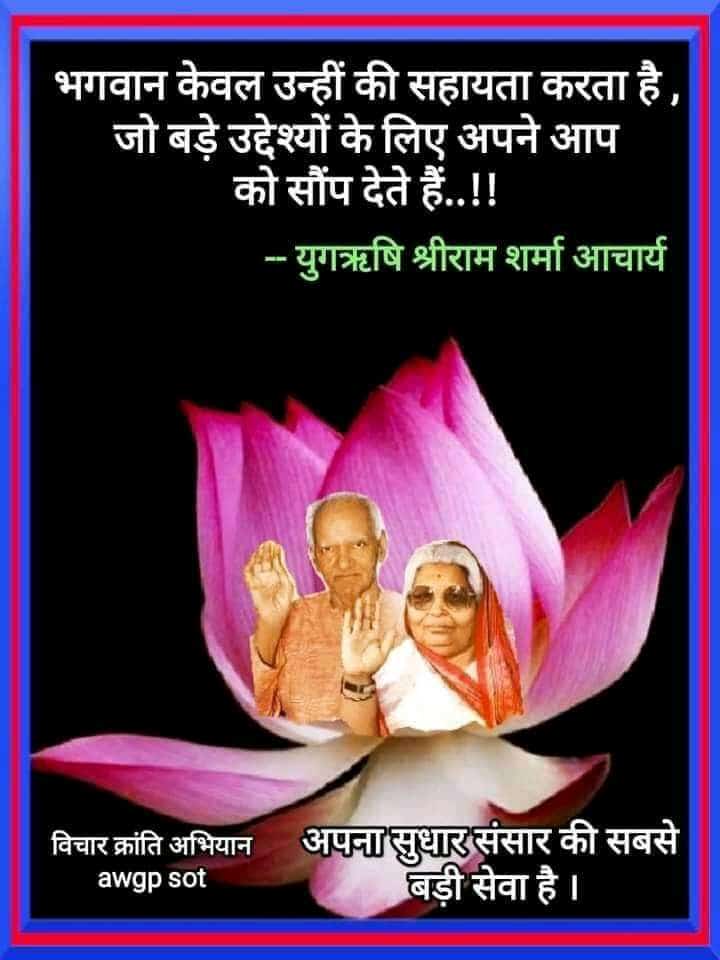 भगवान केवल उन्हीं की सहायता करता है ,
जो बड़े उद्देश्यों के लिए अपने आप
को सौंप देते हैं..!!
-- युगऋषि श्रीराम शर्मा आचार्य
विचार क्रांति अभियान
awgp sot
अपना सुधार संसार की सबसे
बड़ी सेवा है ।